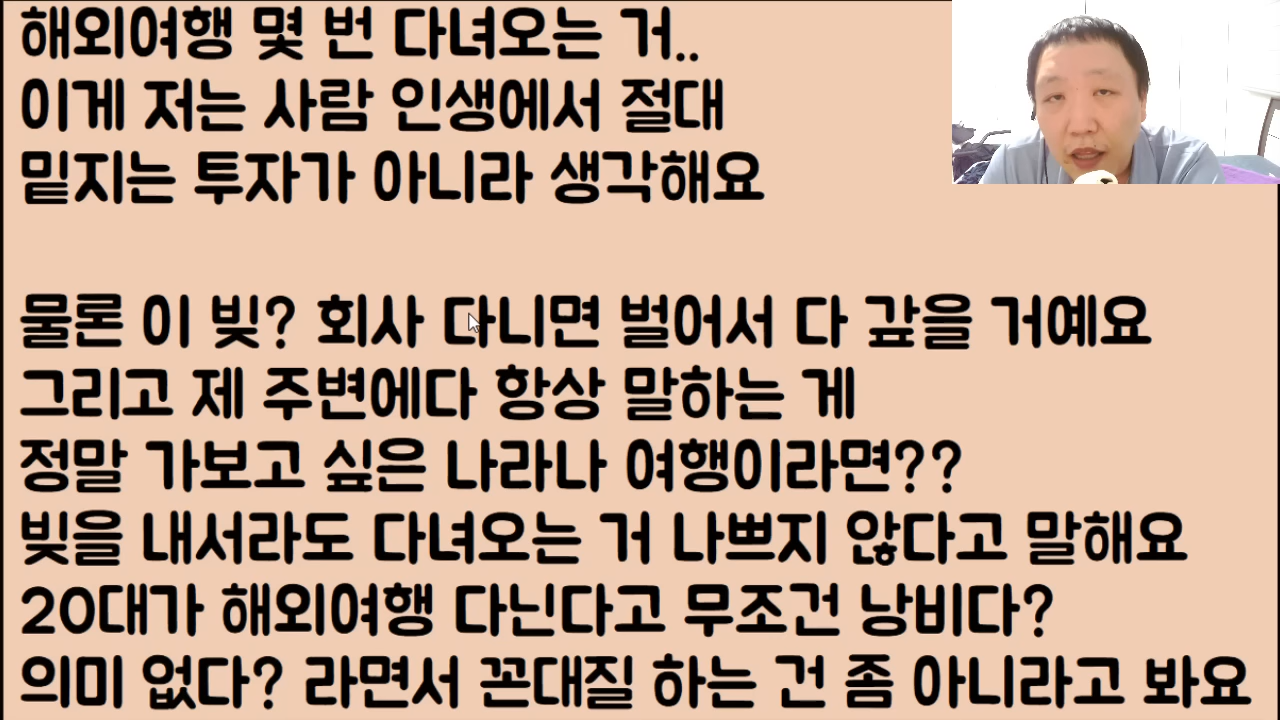 해외여행 몇 번 다녀오는 거..
이게 저는 사람 인생에서 절대
밑지는 투자가 아니라 생각해요
물론 이 빚? 회사 다니면 벌어서 다 갚을 거예요
그리고 제 주변에다 항상 말하는 게
정말 가보고 싶은 나라나 여행이라면??
빚을 내서라도 다녀오는 거 나쁘지 않다고 말해요
20대가 해외여행 다닌다고 무조건 낭비다?
의미 없다? 라면서 꼰대질 하는 건 좀 아니라고 봐요